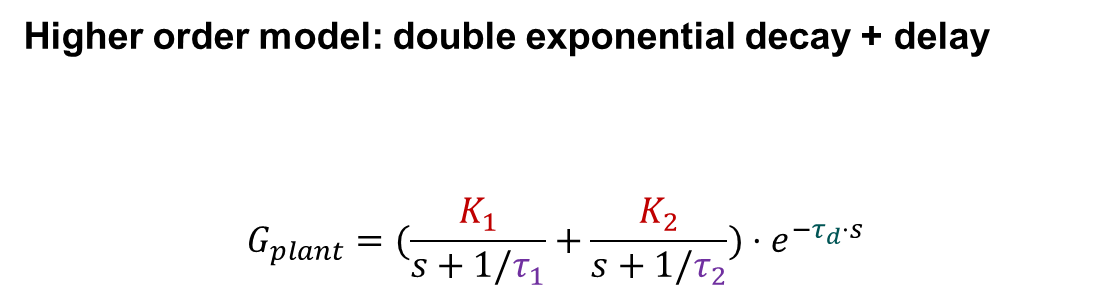 Higher order model: double exponential decay + delay
G_plant = (K_1/(s + 1/τ_1) + K_2/(s + 1/τ_2)) · e^(−τ_d·s)